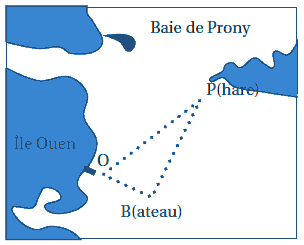 Baie de Prony
P(hare)
Île Ouen
O
B(ateau)